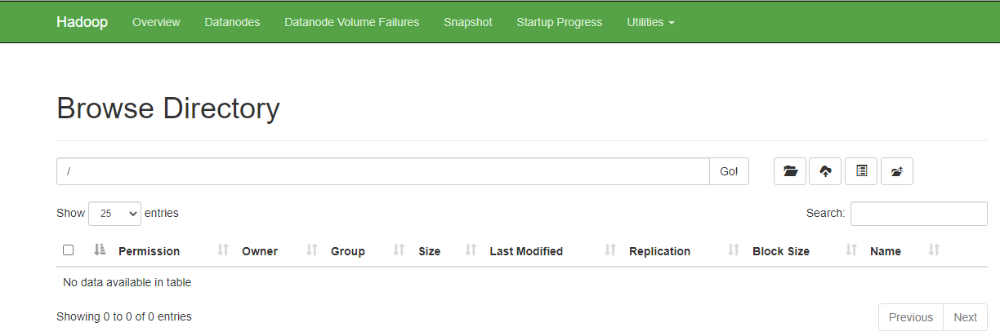 Hadoop Overview Datanodes Datanode Volume Failures Snapshot Startup Progress Utilities
Browse Directory
/ Go!
Show 25 entries Search:
Permission Owner Group Size Last Modified Replication Block Size Name
No data available in table
Showing 0 to 0 of 0 entries Previous Next